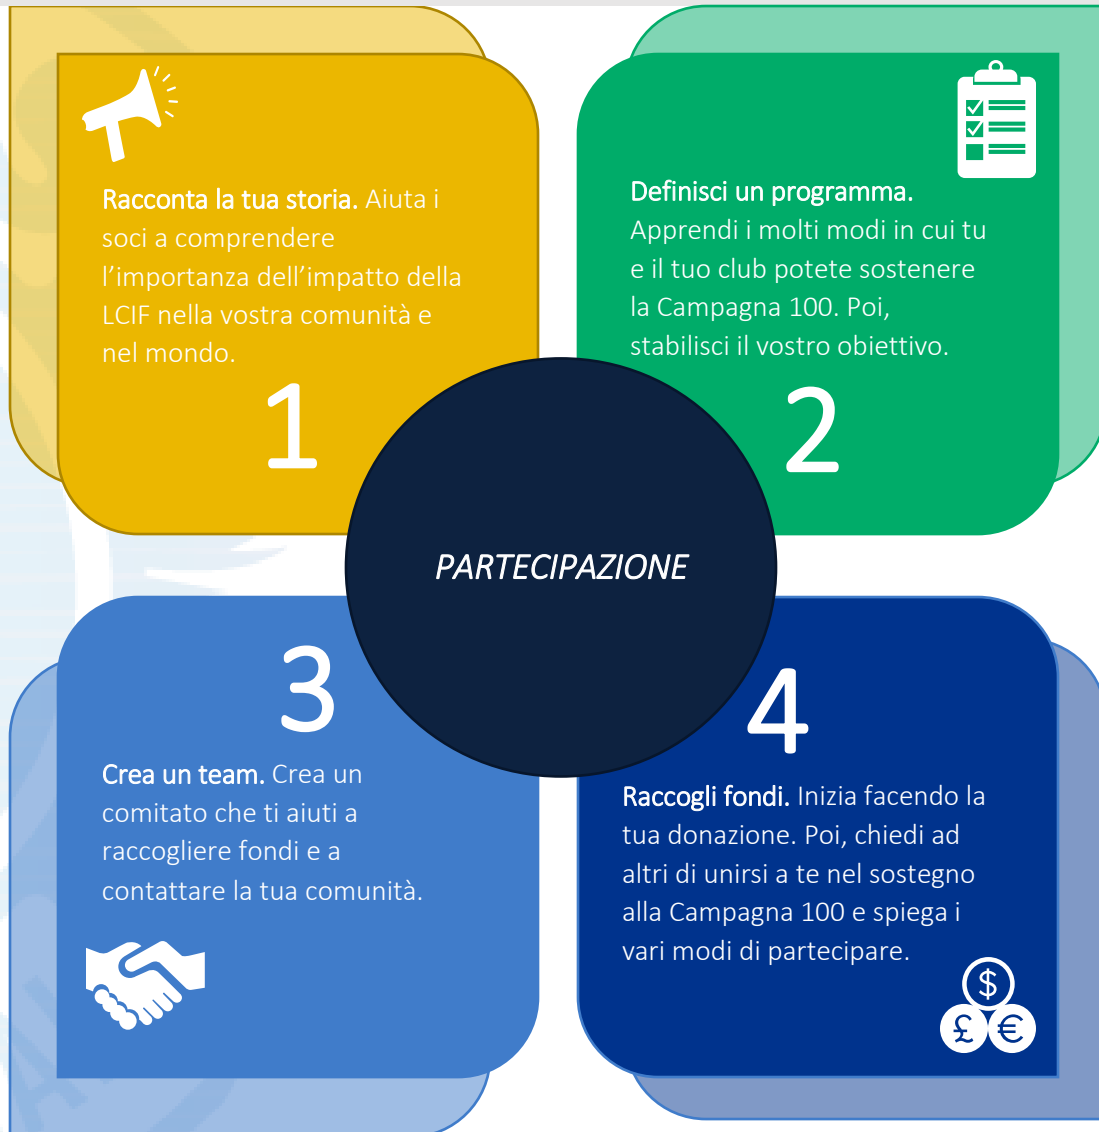 Racconta la tua storia. Aiuta i
soci a comprendere
l’importanza dell’impatto della
LCIF nella vostra comunità e
nel mondo.
1
Definisci un programma.
Apprendi i molti modi in cui tu
e il tuo club potete sostenere
la Campagna 100. Poi,
stabilisci il vostro obiettivo.
2
PARTECIPAZIONE
3
Crea un team. Crea un
comitato che ti aiuti a
raccogliere fondi e a
contattare la tua comunità.
4
Raccogli fondi. Inizia facendo la
tua donazione. Poi, chiedi ad
altri di unirsi a te nel sostegno
alla Campagna 100 e spiega i
vari modi di partecipare.
$
£ €